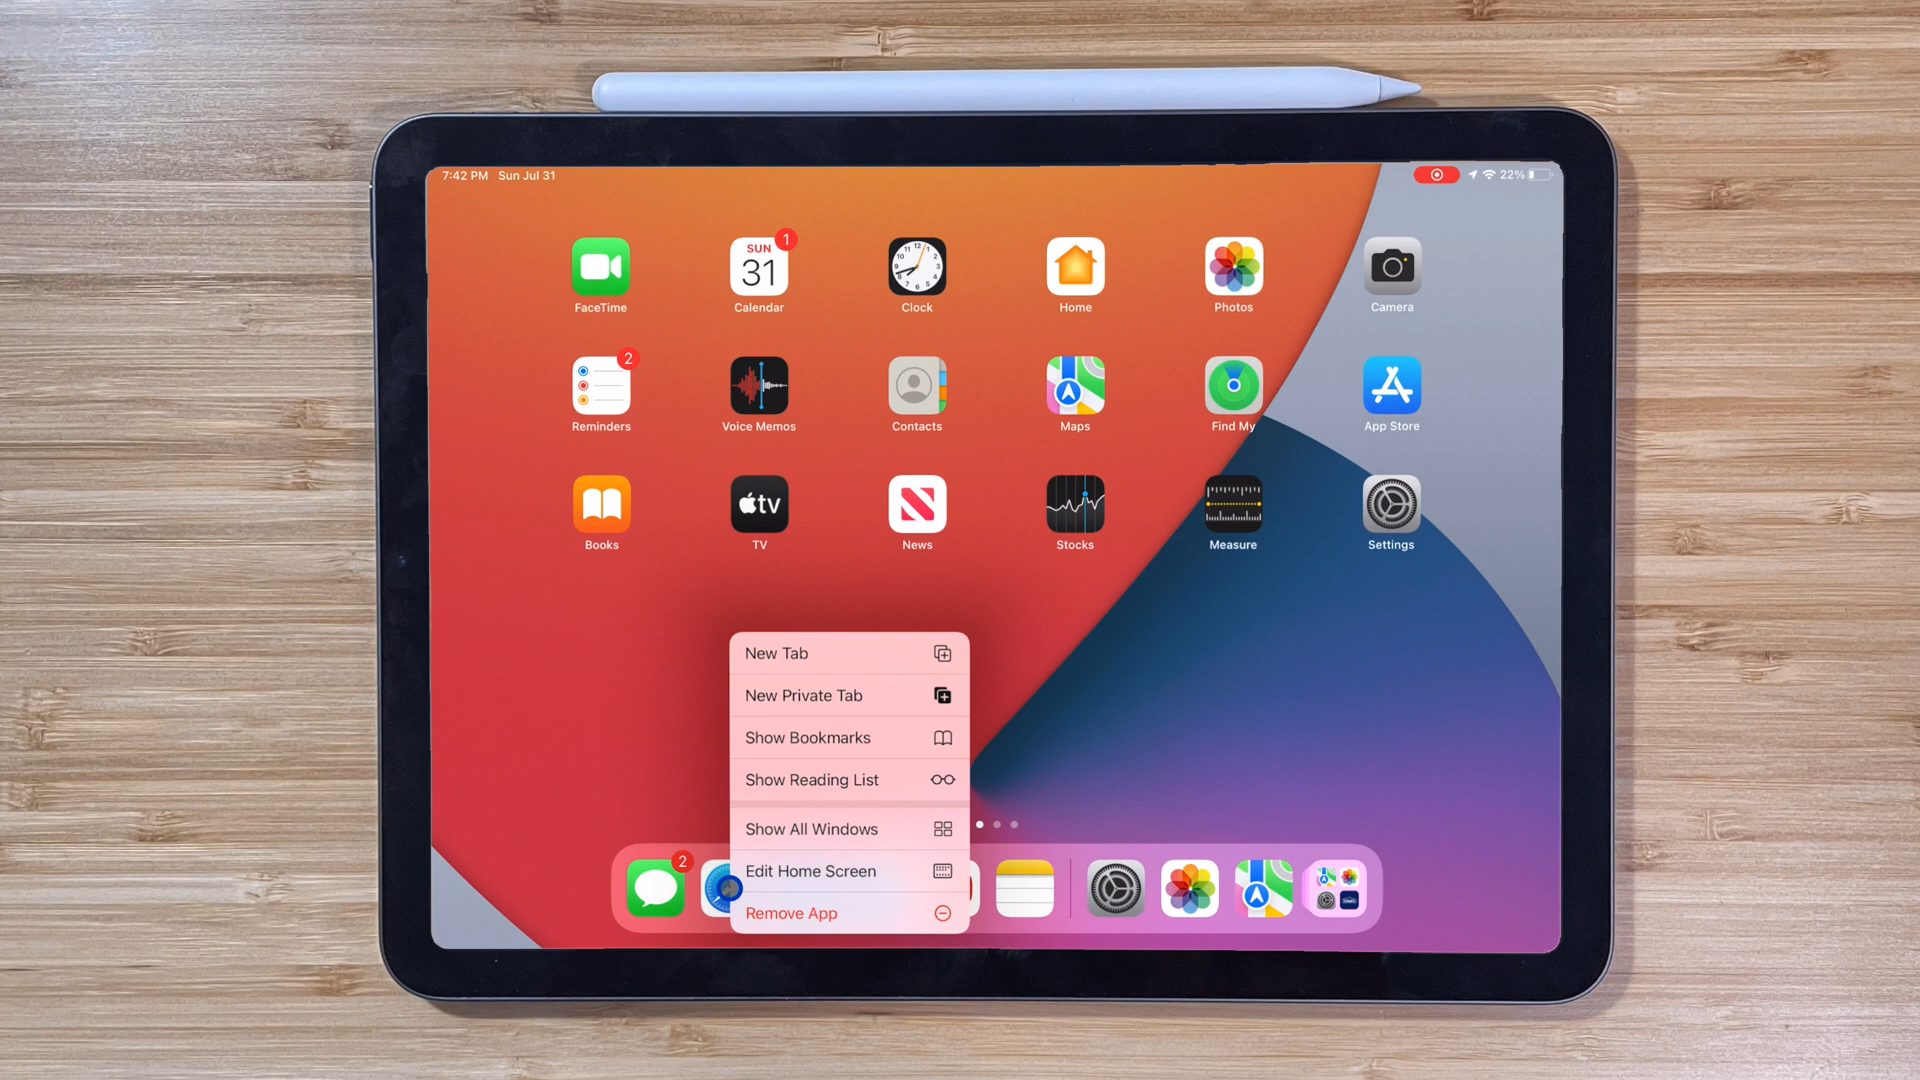 7:42 PM Sun Jul 31
22%
1
SUN
31
FaceTime Calendar Clock Home Photos Camera
2
Reminders Voice Memos Contacts Maps Find My App Store
tv
Books TV News Stocks Measure Settings
New Tab
New Private Tab
Show Bookmarks
Show Reading List
Show All Windows
2
Edit Home Screen
Remove App